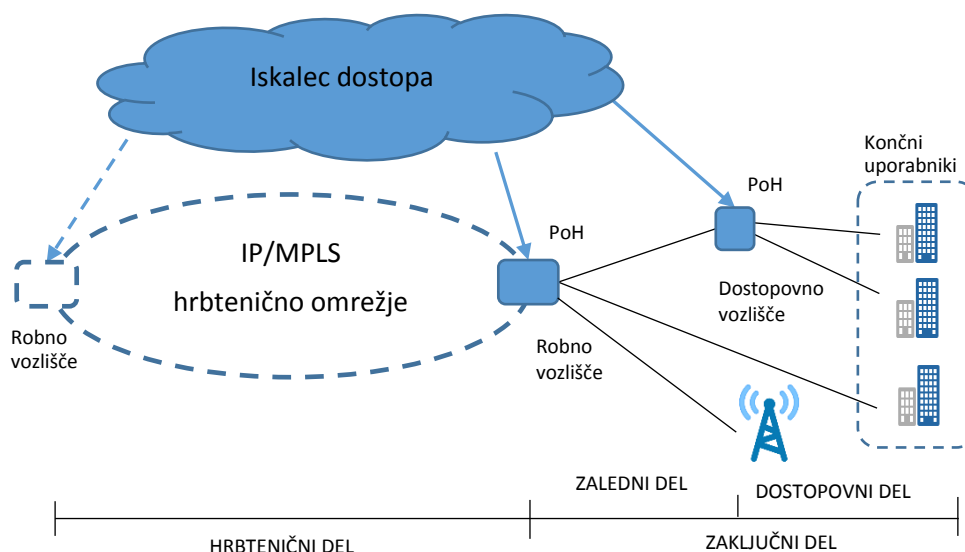 Iskalec dostopa
Končni
uporabniki
PoH
PoH
IP/MPLS
hrbtenično omrežje
Dostopovno
vozlišče
Robno
vozlišče
Robno
vozlišče
ZALEDNI DEL
DOSTOPOVNI DEL
HRBTENIČNI DEL
ZAKLJUČNI DEL